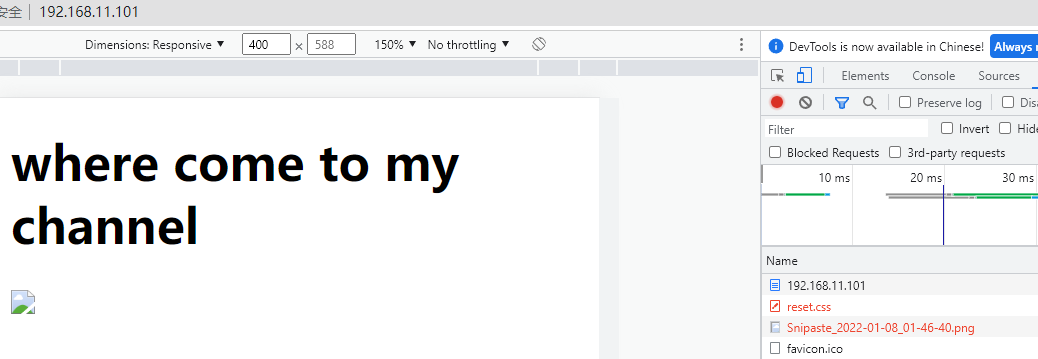 安全 192.168.11.101
Dimensions: Responsive 400 × 588 150% No throttling
DevTools is now available in Chinese! Always
Elements Console Sources
Preserve log
Filter Invert
Blocked Requests 3rd-party requests
10 ms 20 ms 30 ms
where come to my
channel
Name
192.168.11.101
reset.css
Snipaste_2022-01-08_01-46-40.png
favicon.ico